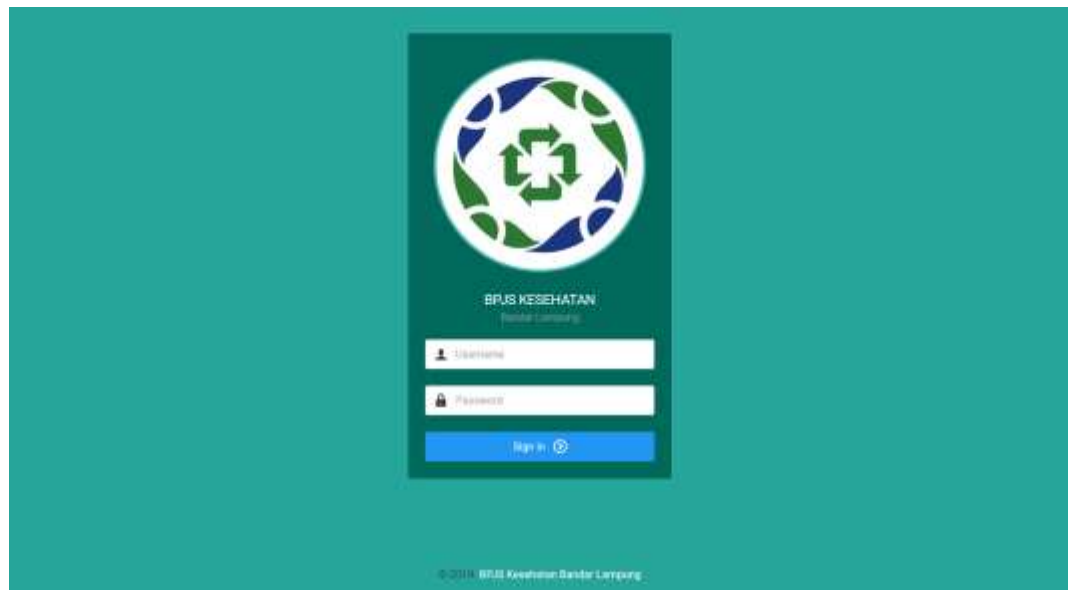 BPJS KESEHATAN
Bandar Lampung
Username
Password
Sign In
BPJS Kesehatan Bandar Lampung